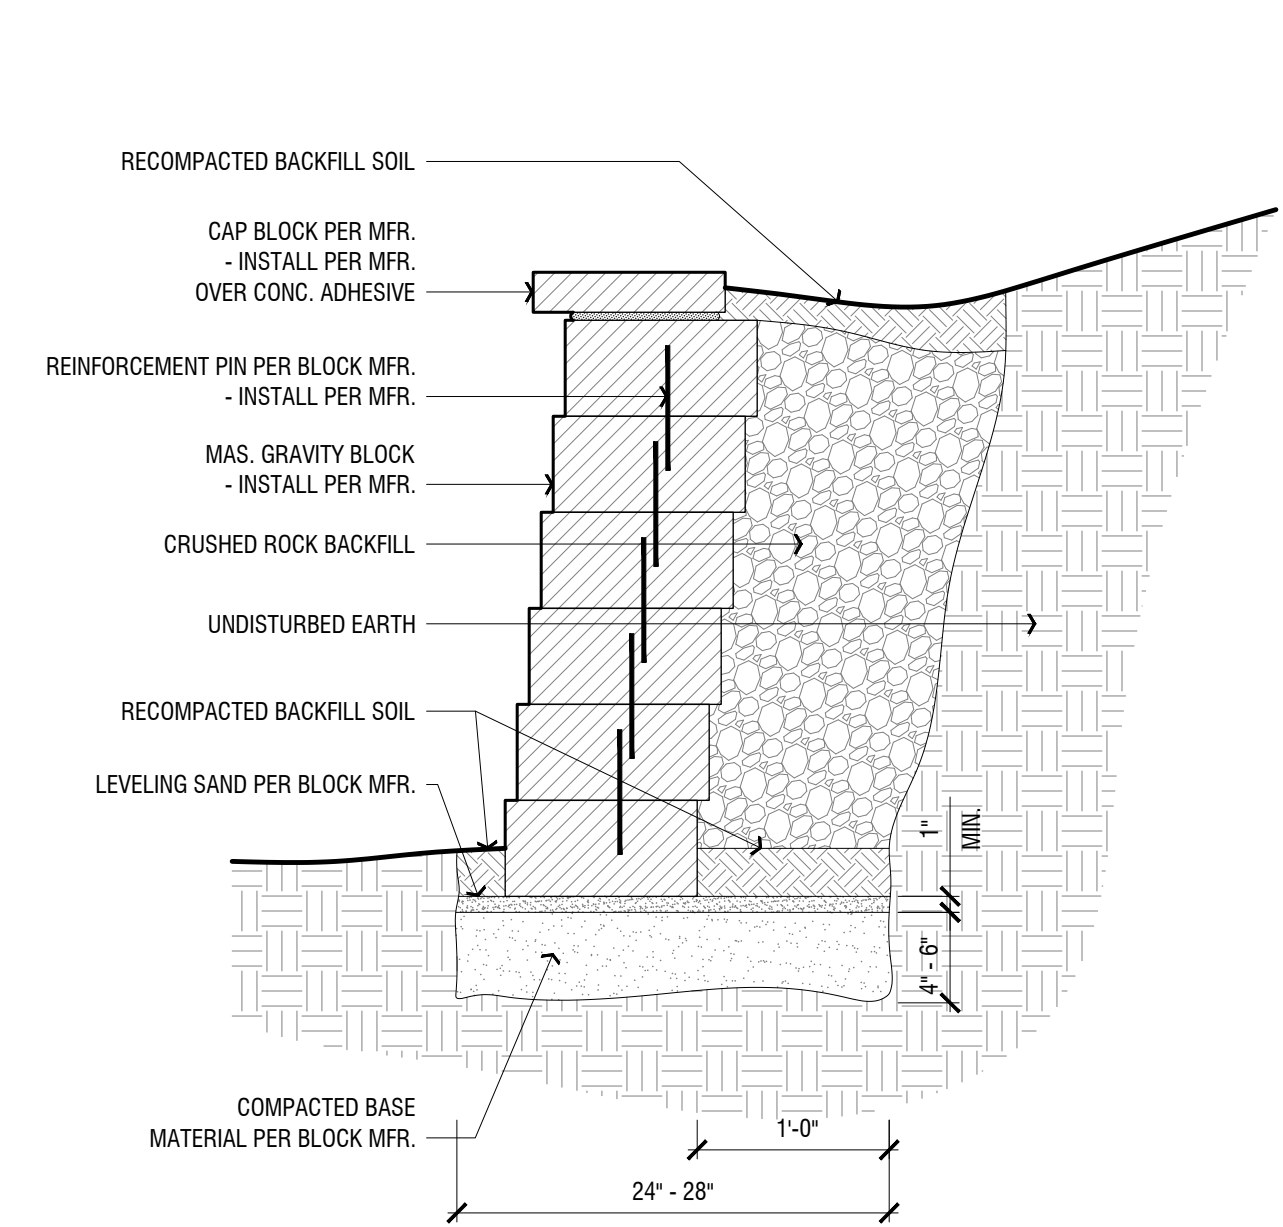 RECOMPACTED BACKFILL SOIL
CAP BLOCK PER MFR.
- INSTALL PER MFR.
OVER CONC. ADHESIVE
REINFORCEMENT PIN PER BLOCK MFR.
- INSTALL PER MFR.
MAS. GRAVITY BLOCK
- INSTALL PER MFR.
CRUSHED ROCK BACKFILL
UNDISTURBED EARTH
RECOMPACTED BACKFILL SOIL
LEVELING SAND PER BLOCK MFR.
1"
MIN.
4" - 6"
COMPACTED BASE
MATERIAL PER BLOCK MFR.
1'-0"
24" - 28"